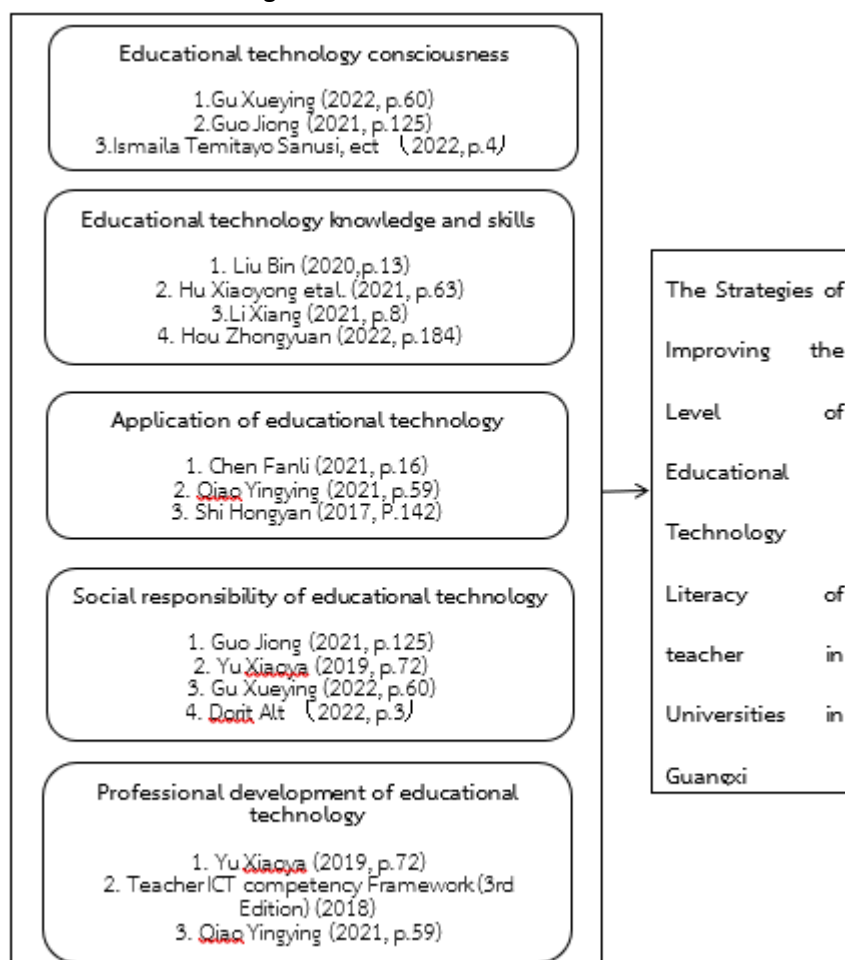 Educational technology consciousness
1.Gu Xueying (2022, p.60)
2.Guo Jiong (2021, p.125)
3.Ismaila Temitayo Sanusi, ect (2022, p.4)
Educational technology knowledge and skills
1. Liu Bin (2020,p.13)
2. Hu Xiaoyong etal. (2021, p.63)
3.Li Xiang (2021, p.8)
4. Hou Zhongyuan (2022, p.184)
Application of educational technology
1. Chen Fanli (2021, p.16)
2. Qiao Yingying (2021, p.59)
3. Shi Hongyan (2017, P.142)
Social responsibility of educational technology
1. Guo Jiong (2021, p.125)
2. Yu Xiaoya (2019, p.72)
3. Gu Xueying (2022, p.60)
4. Dorit Alt (2022, p.3)
Professional development of educational
technology
1. Yu Xiaoya (2019, p.72)
2. Teacher ICT competency Framework (3rd
Edition) (2018)
3. Qiao Yingying (2021, p.59)
The Strategies of
Improving the
Level of
Educational
Technology
Literacy of
teacher in
Universities in
Guangxi